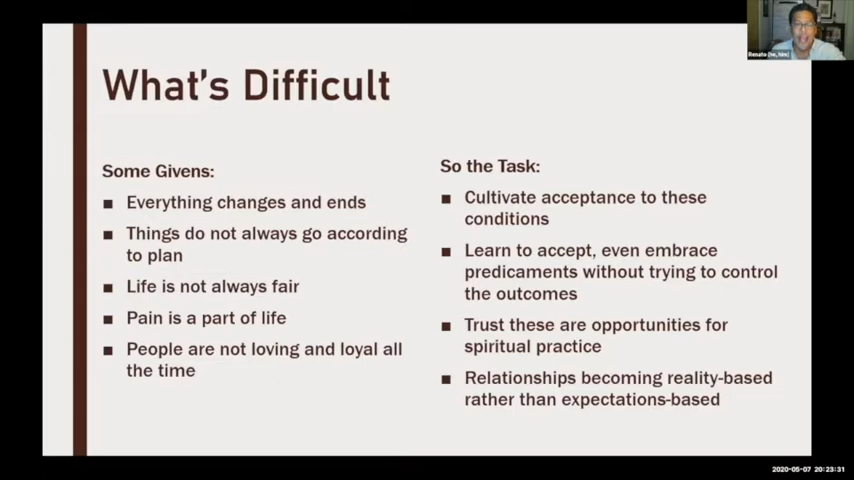 What's Difficult
Some Givens:
■ Everything changes and ends
■ Things do not always go according
to plan
■ Life is not always fair
■ Pain is a part of life
■ People are not loving and loyal all
the time
So the Task:
■ Cultivate acceptance to these
conditions
■ Learn to accept, even embrace
predicaments without trying to control
the outcomes
■ Trust these are opportunities for
spiritual practice
■ Relationships becoming reality-based
rather than expectations-based
Renato (he, him)
2020-05-07 20:23:31